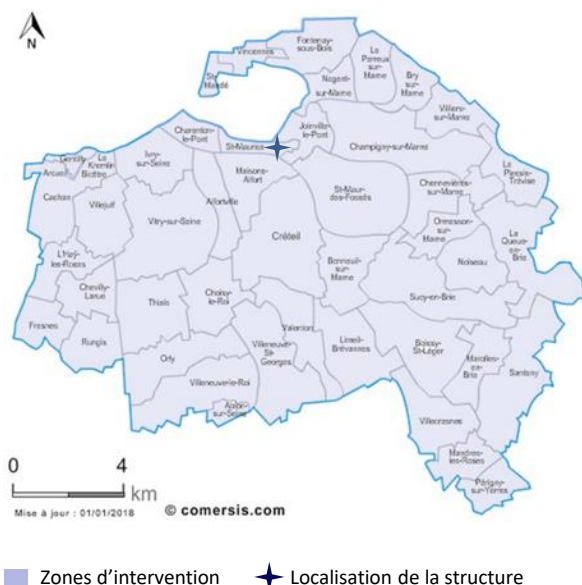 N
Fontenay-
sous-Bois
Vincennes
St-
Mandé
Le
Perreux
sur-
Marne
Bry
sur-
Marne
Nogent-
sur-Marne
Villiers-
sur-Marne
Joinville-
le-Pont
Charenton-
le-Pont
St-Maurice
Champigny-sur-Marne
Le
Plessis-
Trévise
Gentilly
Le
Kremlin-
Bicêtre
Arcueil
Ivry-
sur-Seine
Maisons-
Alfort
Cachan
Villejuif
Vitry-sur-Seine
Alfortville
St-Maur-
des-Fossés
Chennevières-
sur-Marne
Ormesson-
sur-
Marne
La
Queue-
en-Brie
Noiseau
Créteil
L'Haÿ-
les-Roses
Bonneuil-
sur-
Marne
Sucy-en-Brie
Chevilly-
Larue
Thiais
Choisy-
le-Roi
Fresnes
Rungis
Valenton
Villeneuve-
St-
Georges
Limeil-
Brévannes
Boissy-
St-Léger
Marolles-
en-
Brie
Santeny
Orly
Villeneuve-le-Roi
Ablon-
sur-Seine
Villecresnes
Mandres-
les-Roses
Périgny-
sur-Yerres
0 4
km
Mise à jour : 01/01/2018 © comersis.com
Zones d'intervention Localisation de la structure